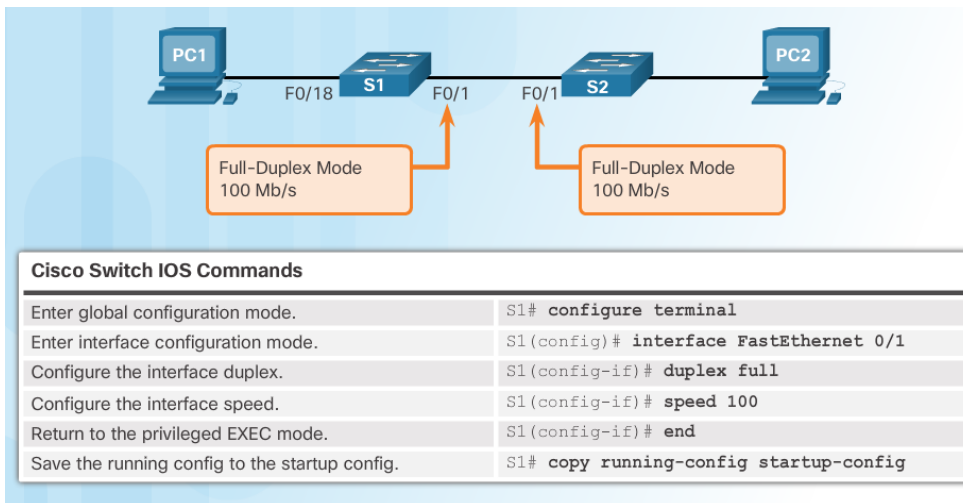 PC1
S1
S2
PC2
F0/18
F0/1
F0/1
Full-Duplex Mode
100 Mb/s
Full-Duplex Mode
100 Mb/s
Cisco Switch IOS Commands
Enter global configuration mode. S1# configure terminal
Enter interface configuration mode. S1(config)# interface FastEthernet 0/1
Configure the interface duplex. S1(config-if)# duplex full
Configure the interface speed. S1(config-if)# speed 100
Return to the privileged EXEC mode. S1(config-if)# end
Save the running config to the startup config. S1# copy running-config startup-config